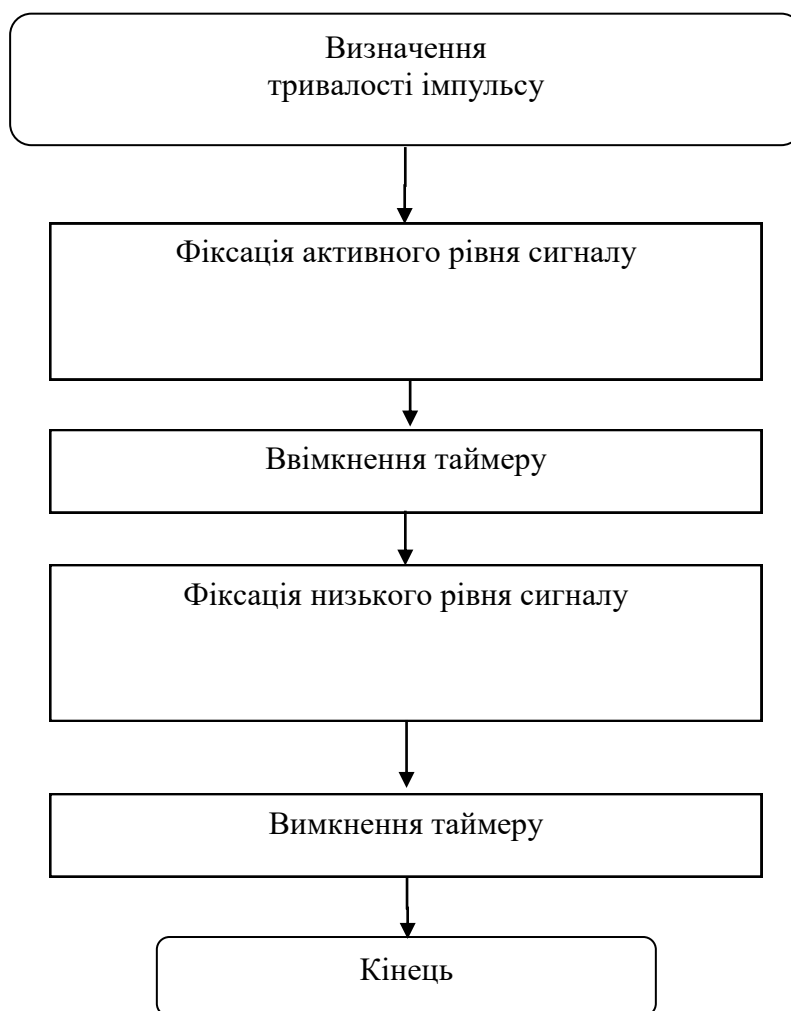 Визначення
тривалості імпульсу
Фіксація активного рівня сигналу
Ввімкнення таймеру
Фіксація низького рівня сигналу
Вимкнення таймеру
Кінець